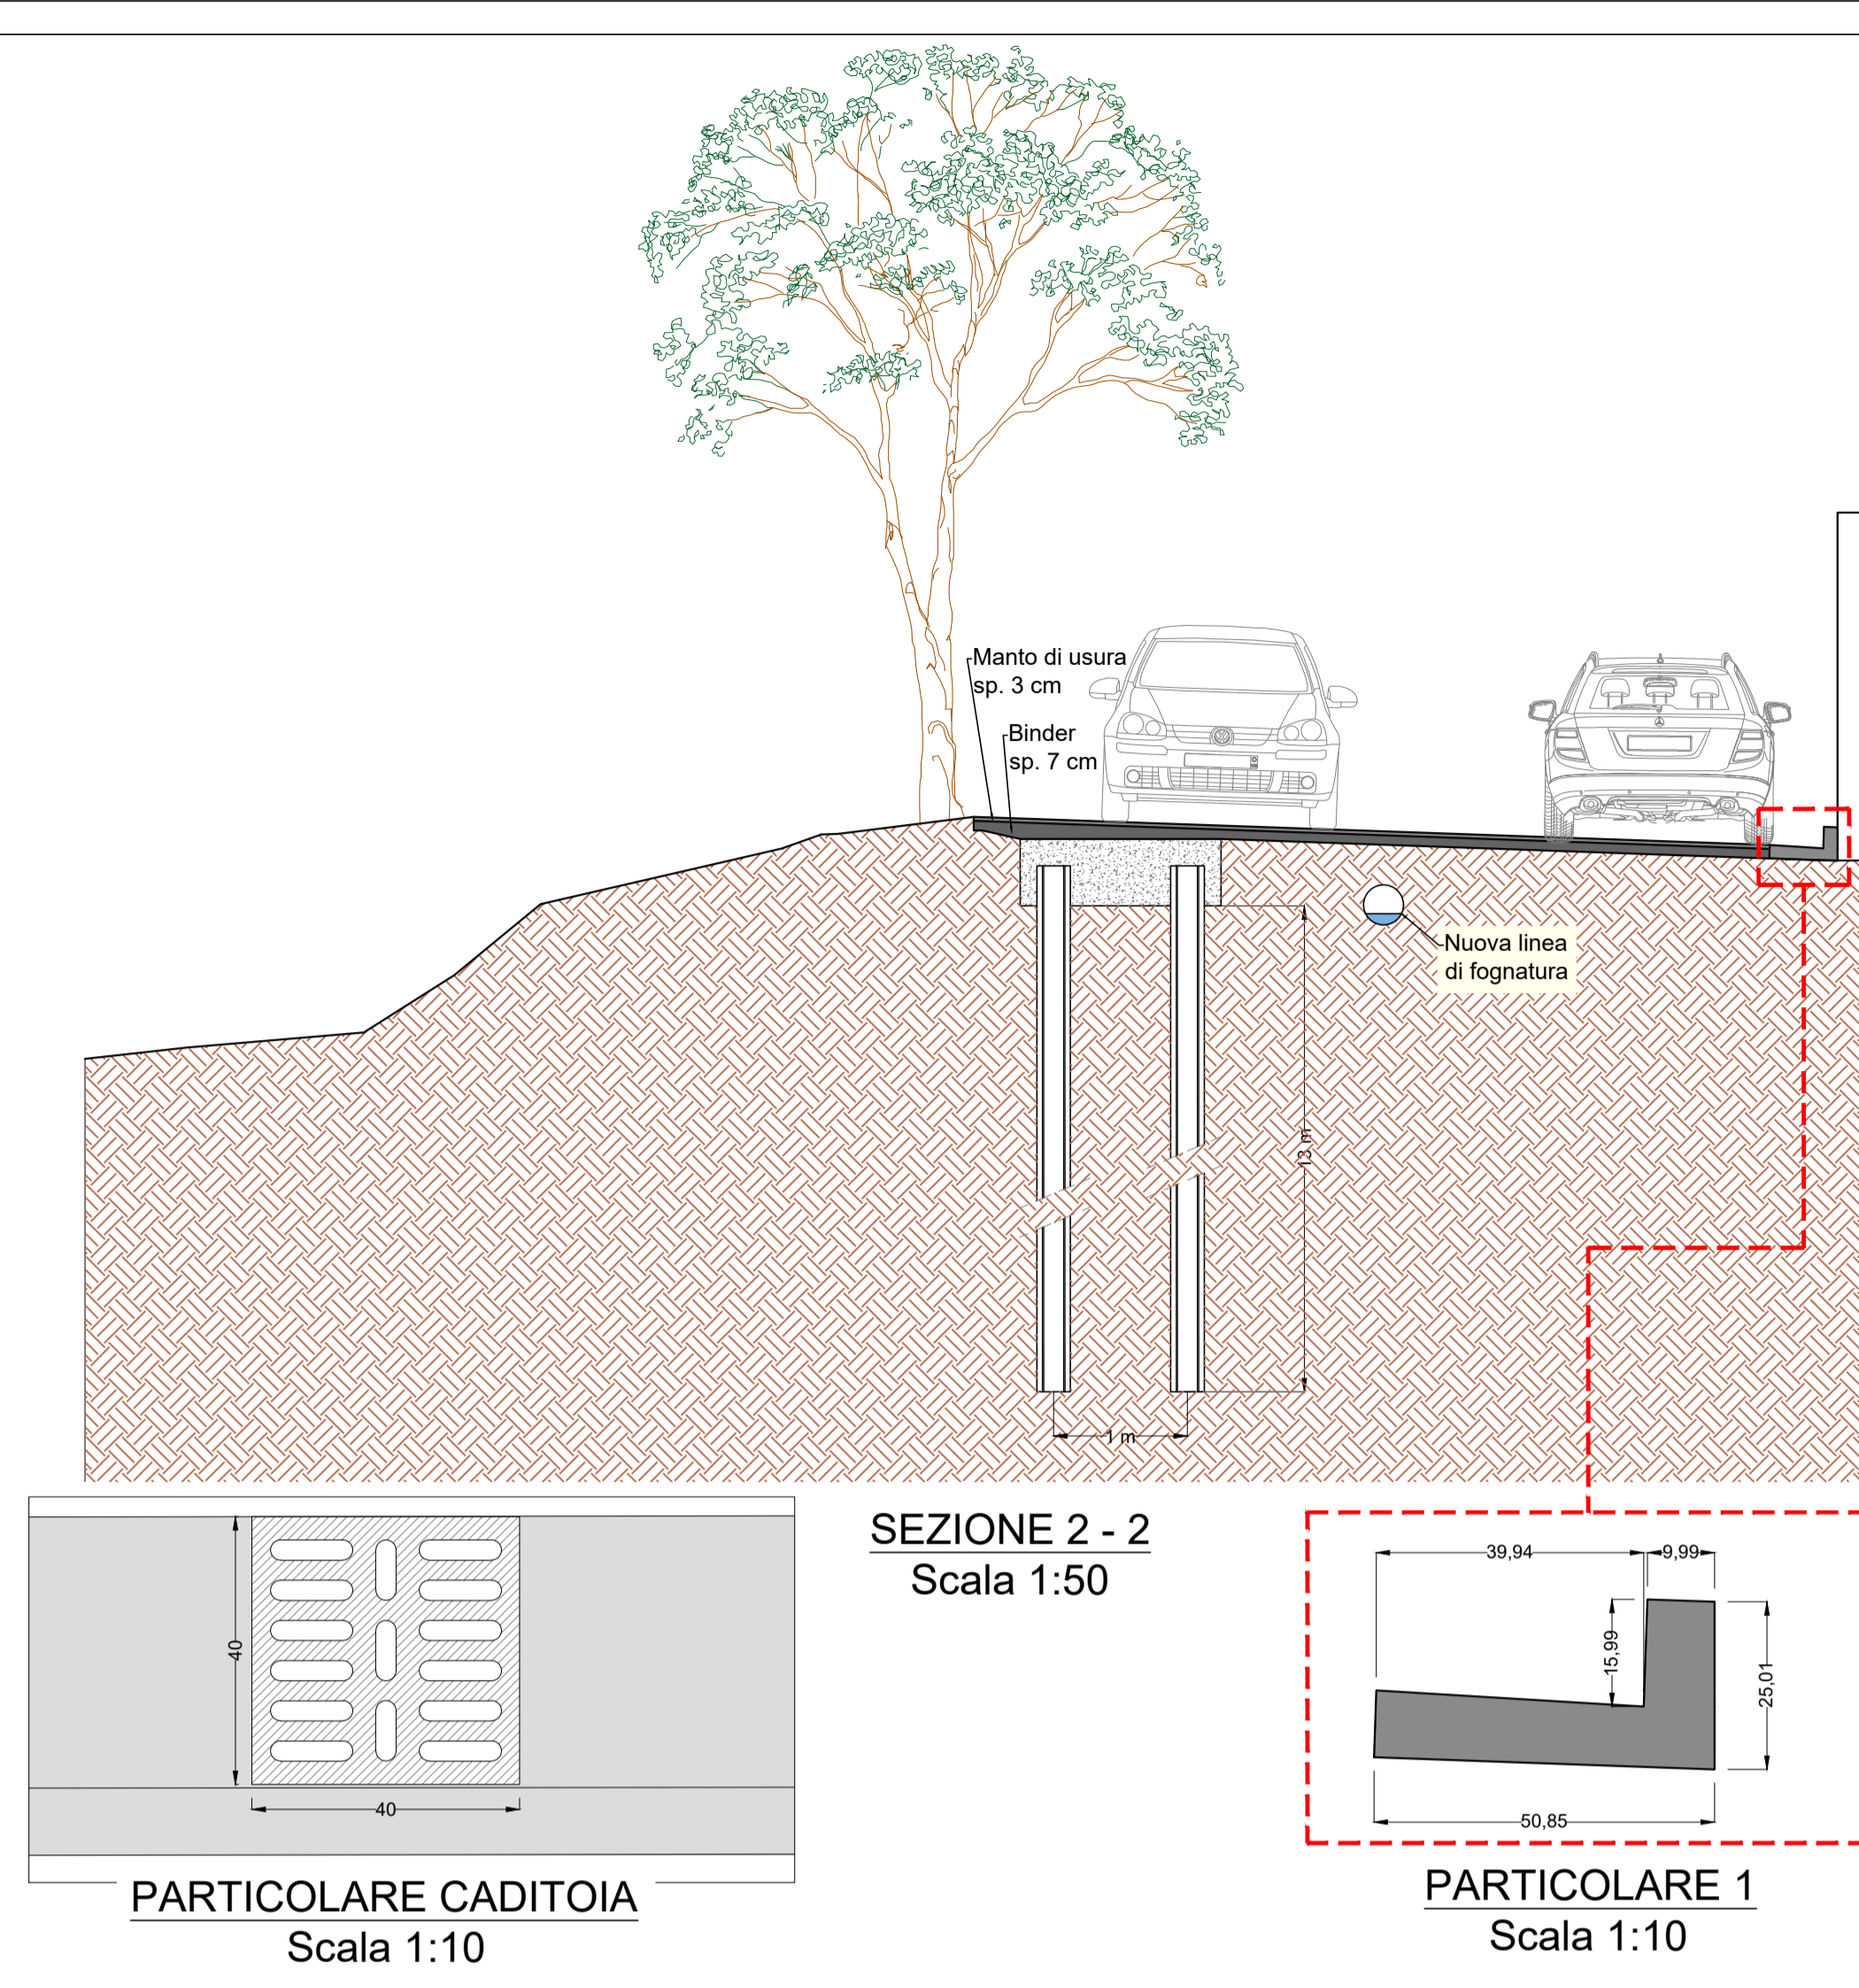 Manto di usura
sp. 3 cm
Binder
sp. 7 cm
Nuova linea
di fognatura
13 m
1 m
SEZIONE 2 - 2
Scala 1:50
40
40
PARTICOLARE CADITOIA
Scala 1:10
39,94
9,99
15,99
25,01
50,85
PARTICOLARE 1
Scala 1:10